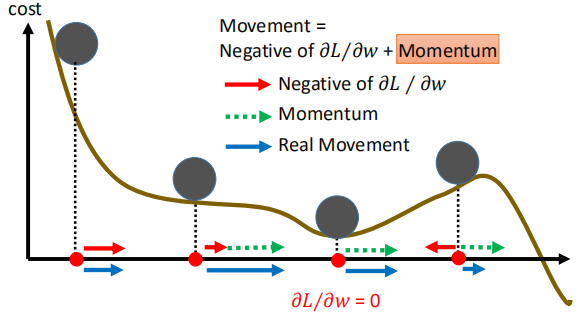 cost
Movement =
Negative of ∂L/∂w + Momentum
Negative of ∂L / ∂w
Momentum
Real Movement
∂L/∂w = 0